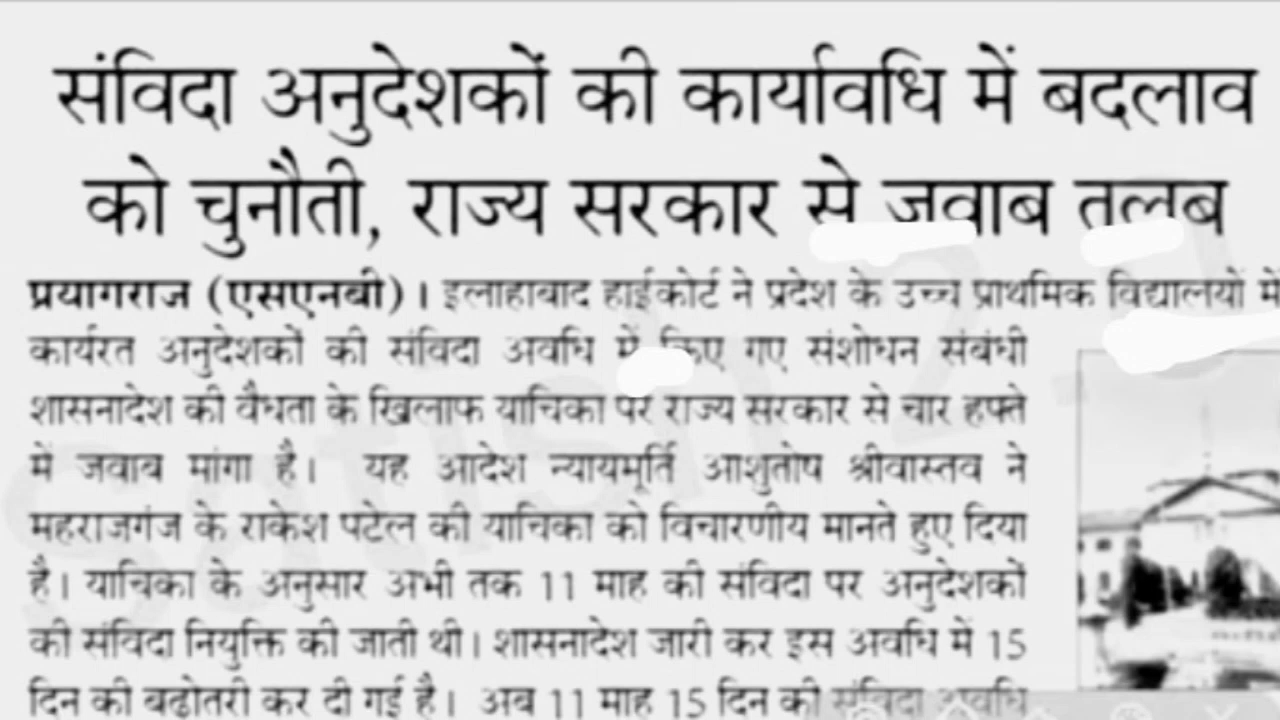 संविदा अनुदेशकों की कार्यावधि में बदलाव
को चुनौती, राज्य सरकार से जवाब तलब
प्रयागराज (एसएनबी)। इलाहाबाद हाईकोर्ट ने प्रदेश के उच्च प्राथमिक विद्यालयों में
कार्यरत अनुदेशकों की संविदा अवधि में किए गए संशोधन संबंधी
शासनादेश की वैधता के खिलाफ याचिका पर राज्य सरकार से चार हफ्ते
में जवाब मांगा है। यह आदेश न्यायमूर्ति आशुतोष श्रीवास्तव ने
महराजगंज के राकेश पटेल की याचिका को विचारणीय मानते हुए दिया
है। याचिका के अनुसार अभी तक 11 माह की संविदा पर अनुदेशकों
की संविदा नियुक्ति की जाती थी। शासनादेश जारी कर इस अवधि में 15
दिन की बढ़ोतरी कर दी गई है। अब 11 माह 15 दिन की संविदा अवधि